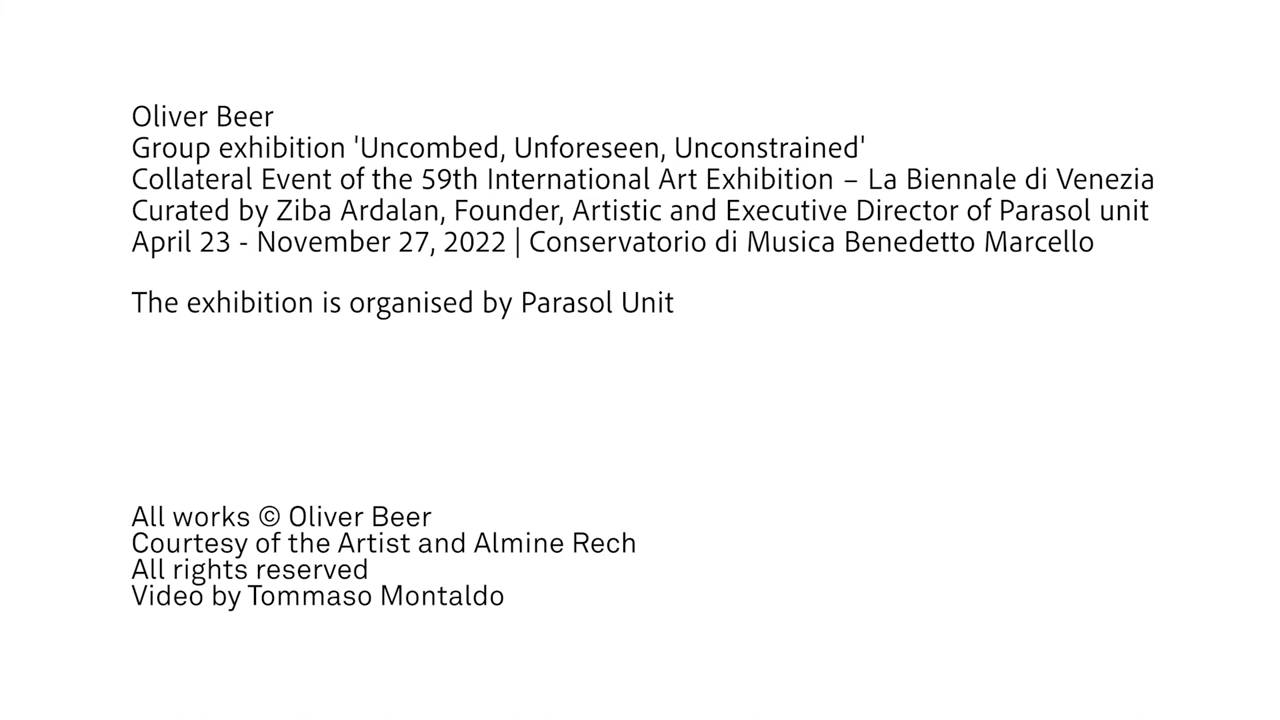 Oliver Beer
Group exhibition 'Uncombed, Unforeseen, Unconstrained'
Collateral Event of the 59th International Art Exhibition – La Biennale di Venezia
Curated by Ziba Ardalan, Founder, Artistic and Executive Director of Parasol unit
April 23 - November 27, 2022 | Conservatorio di Musica Benedetto Marcello
The exhibition is organised by Parasol Unit
All works © Oliver Beer
Courtesy of the Artist and Almine Rech
All rights reserved
Video by Tommaso Montaldo